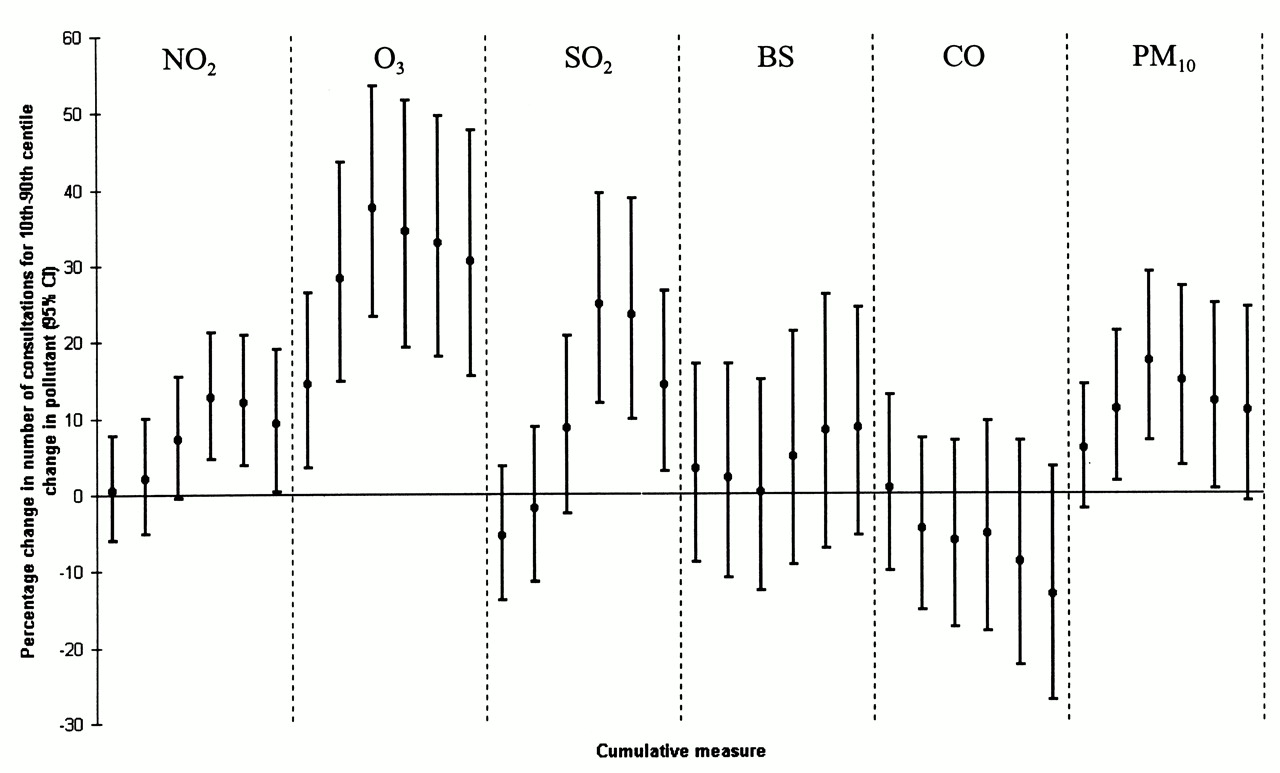 Percentage change in number of consultations for 10th-90th centile
change in pollutant (95% CI)
60
50
40
30
20
10
0
-10
-20
-30
NO₂
O₃
SO₂
BS
CO
PM₁₀
Cumulative measure